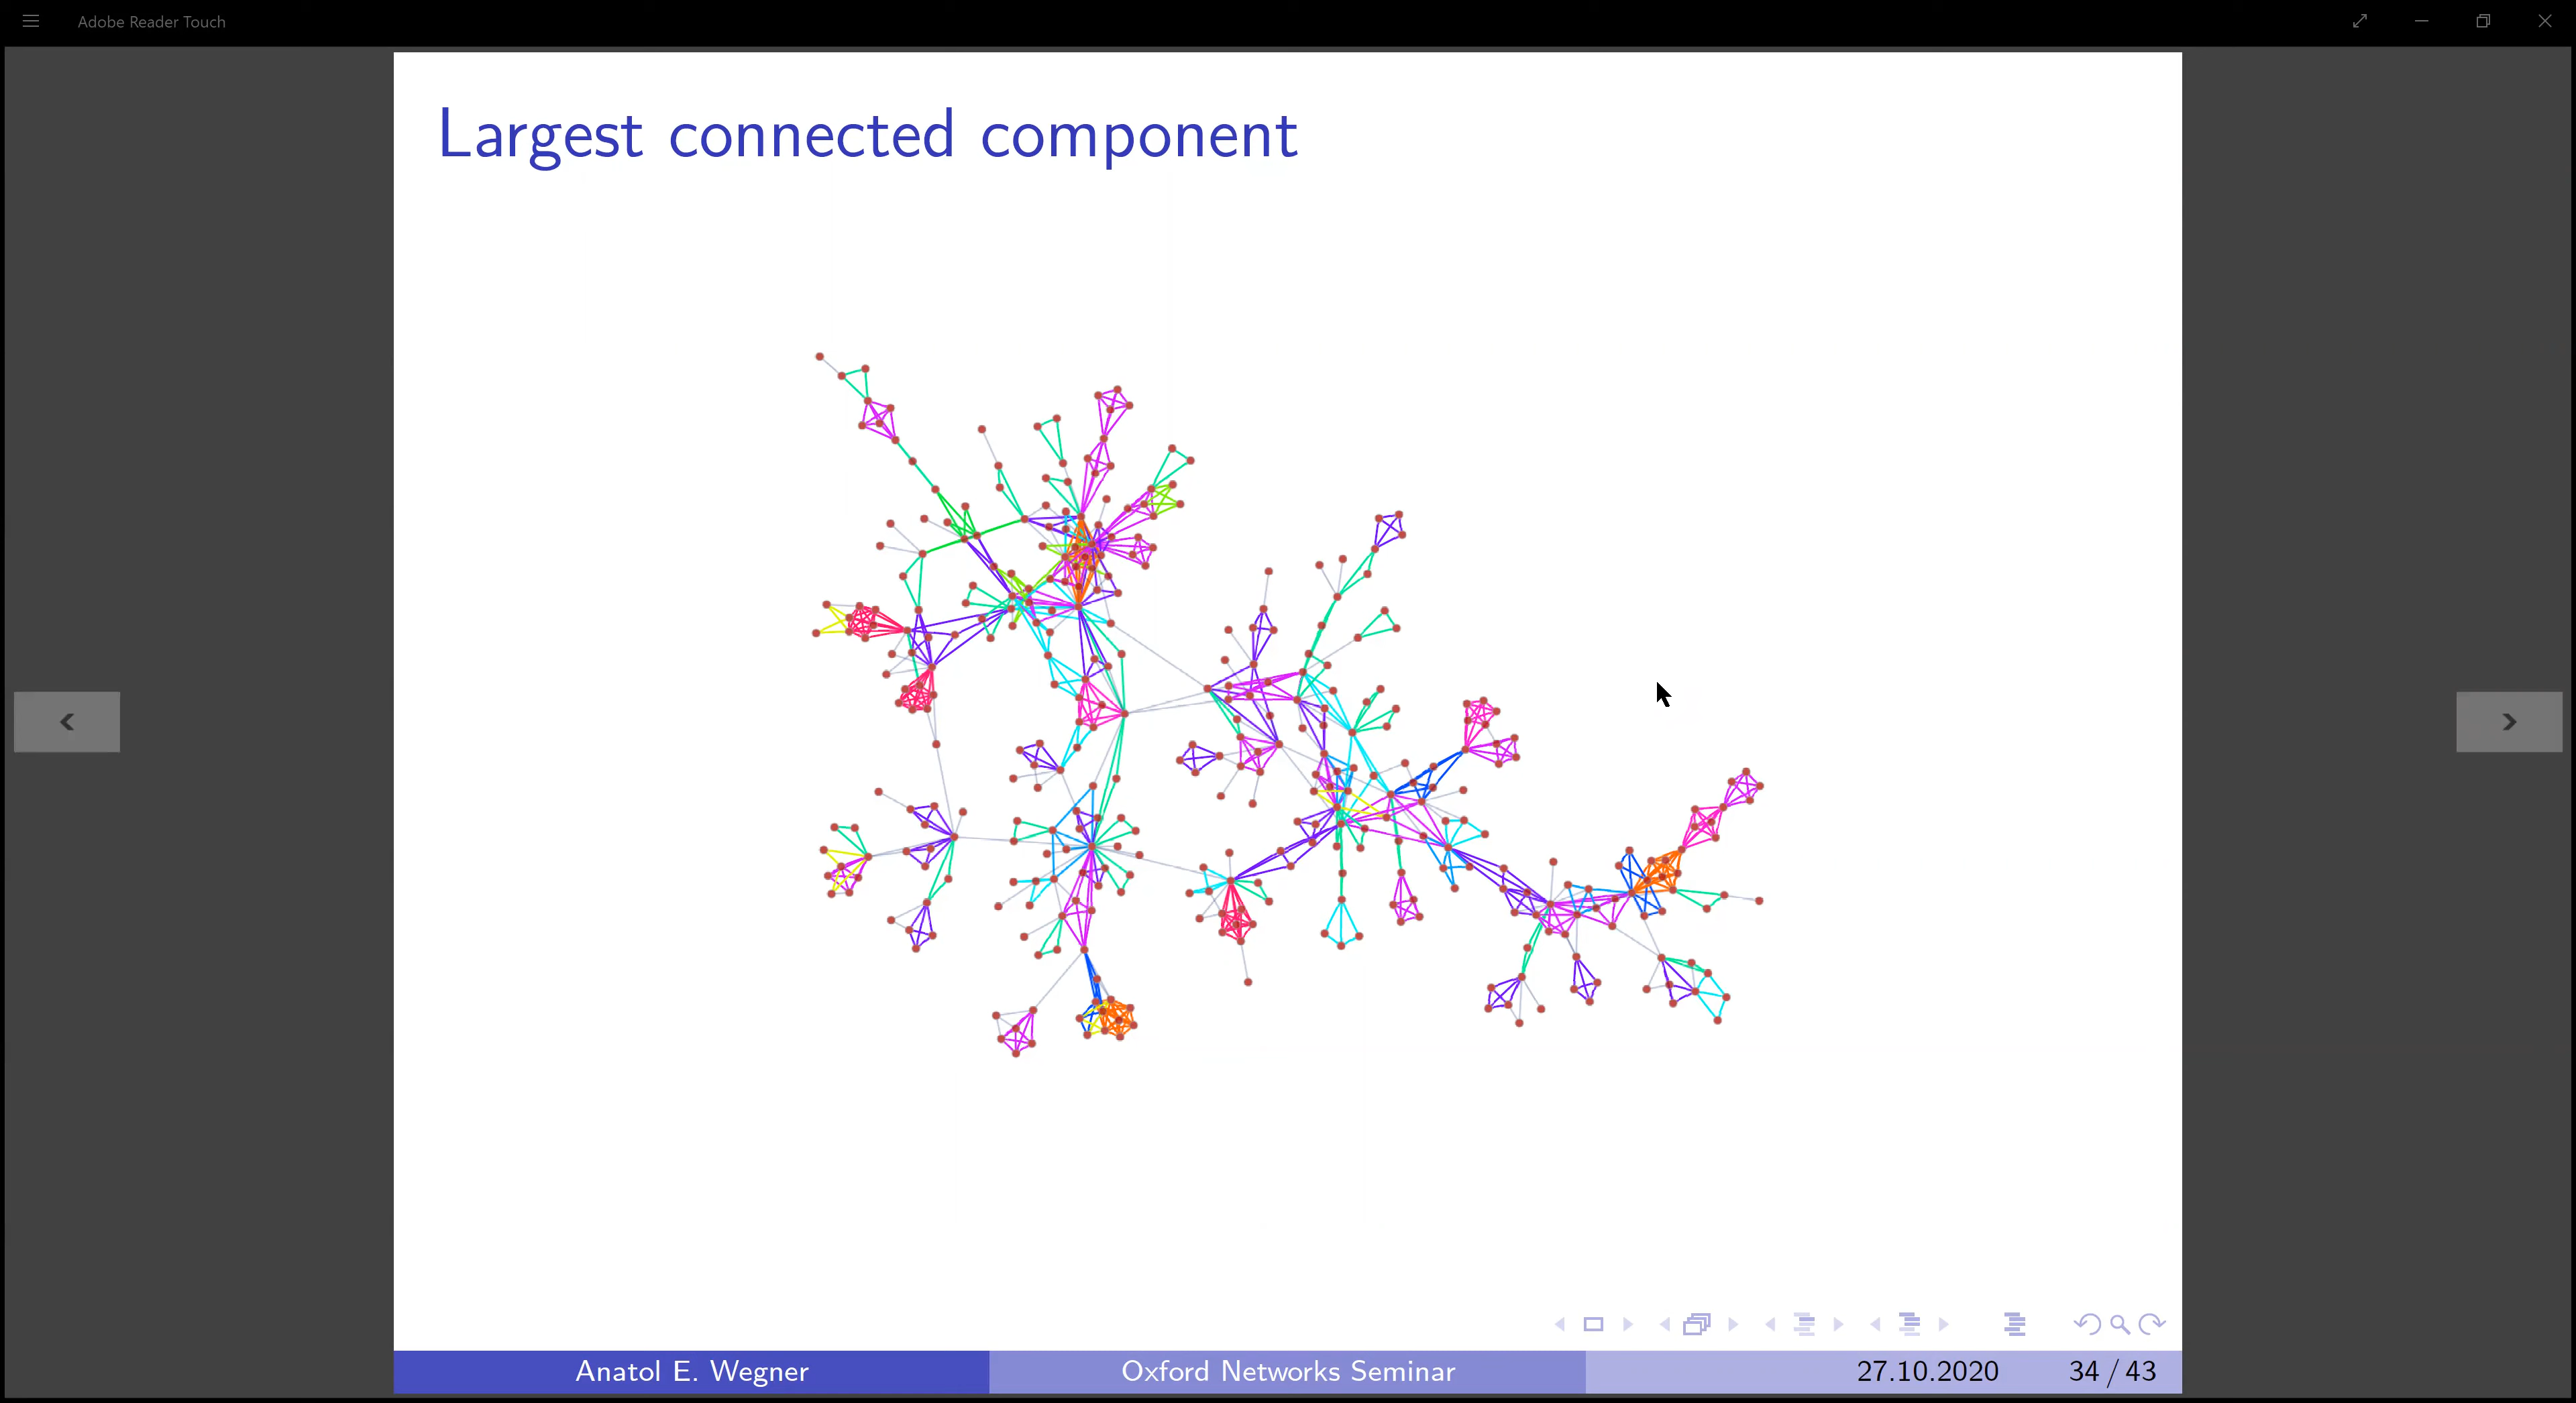 Adobe Reader Touch
Largest connected component
Anatol E. Wegner
Oxford Networks Seminar
27.10.2020
34 / 43